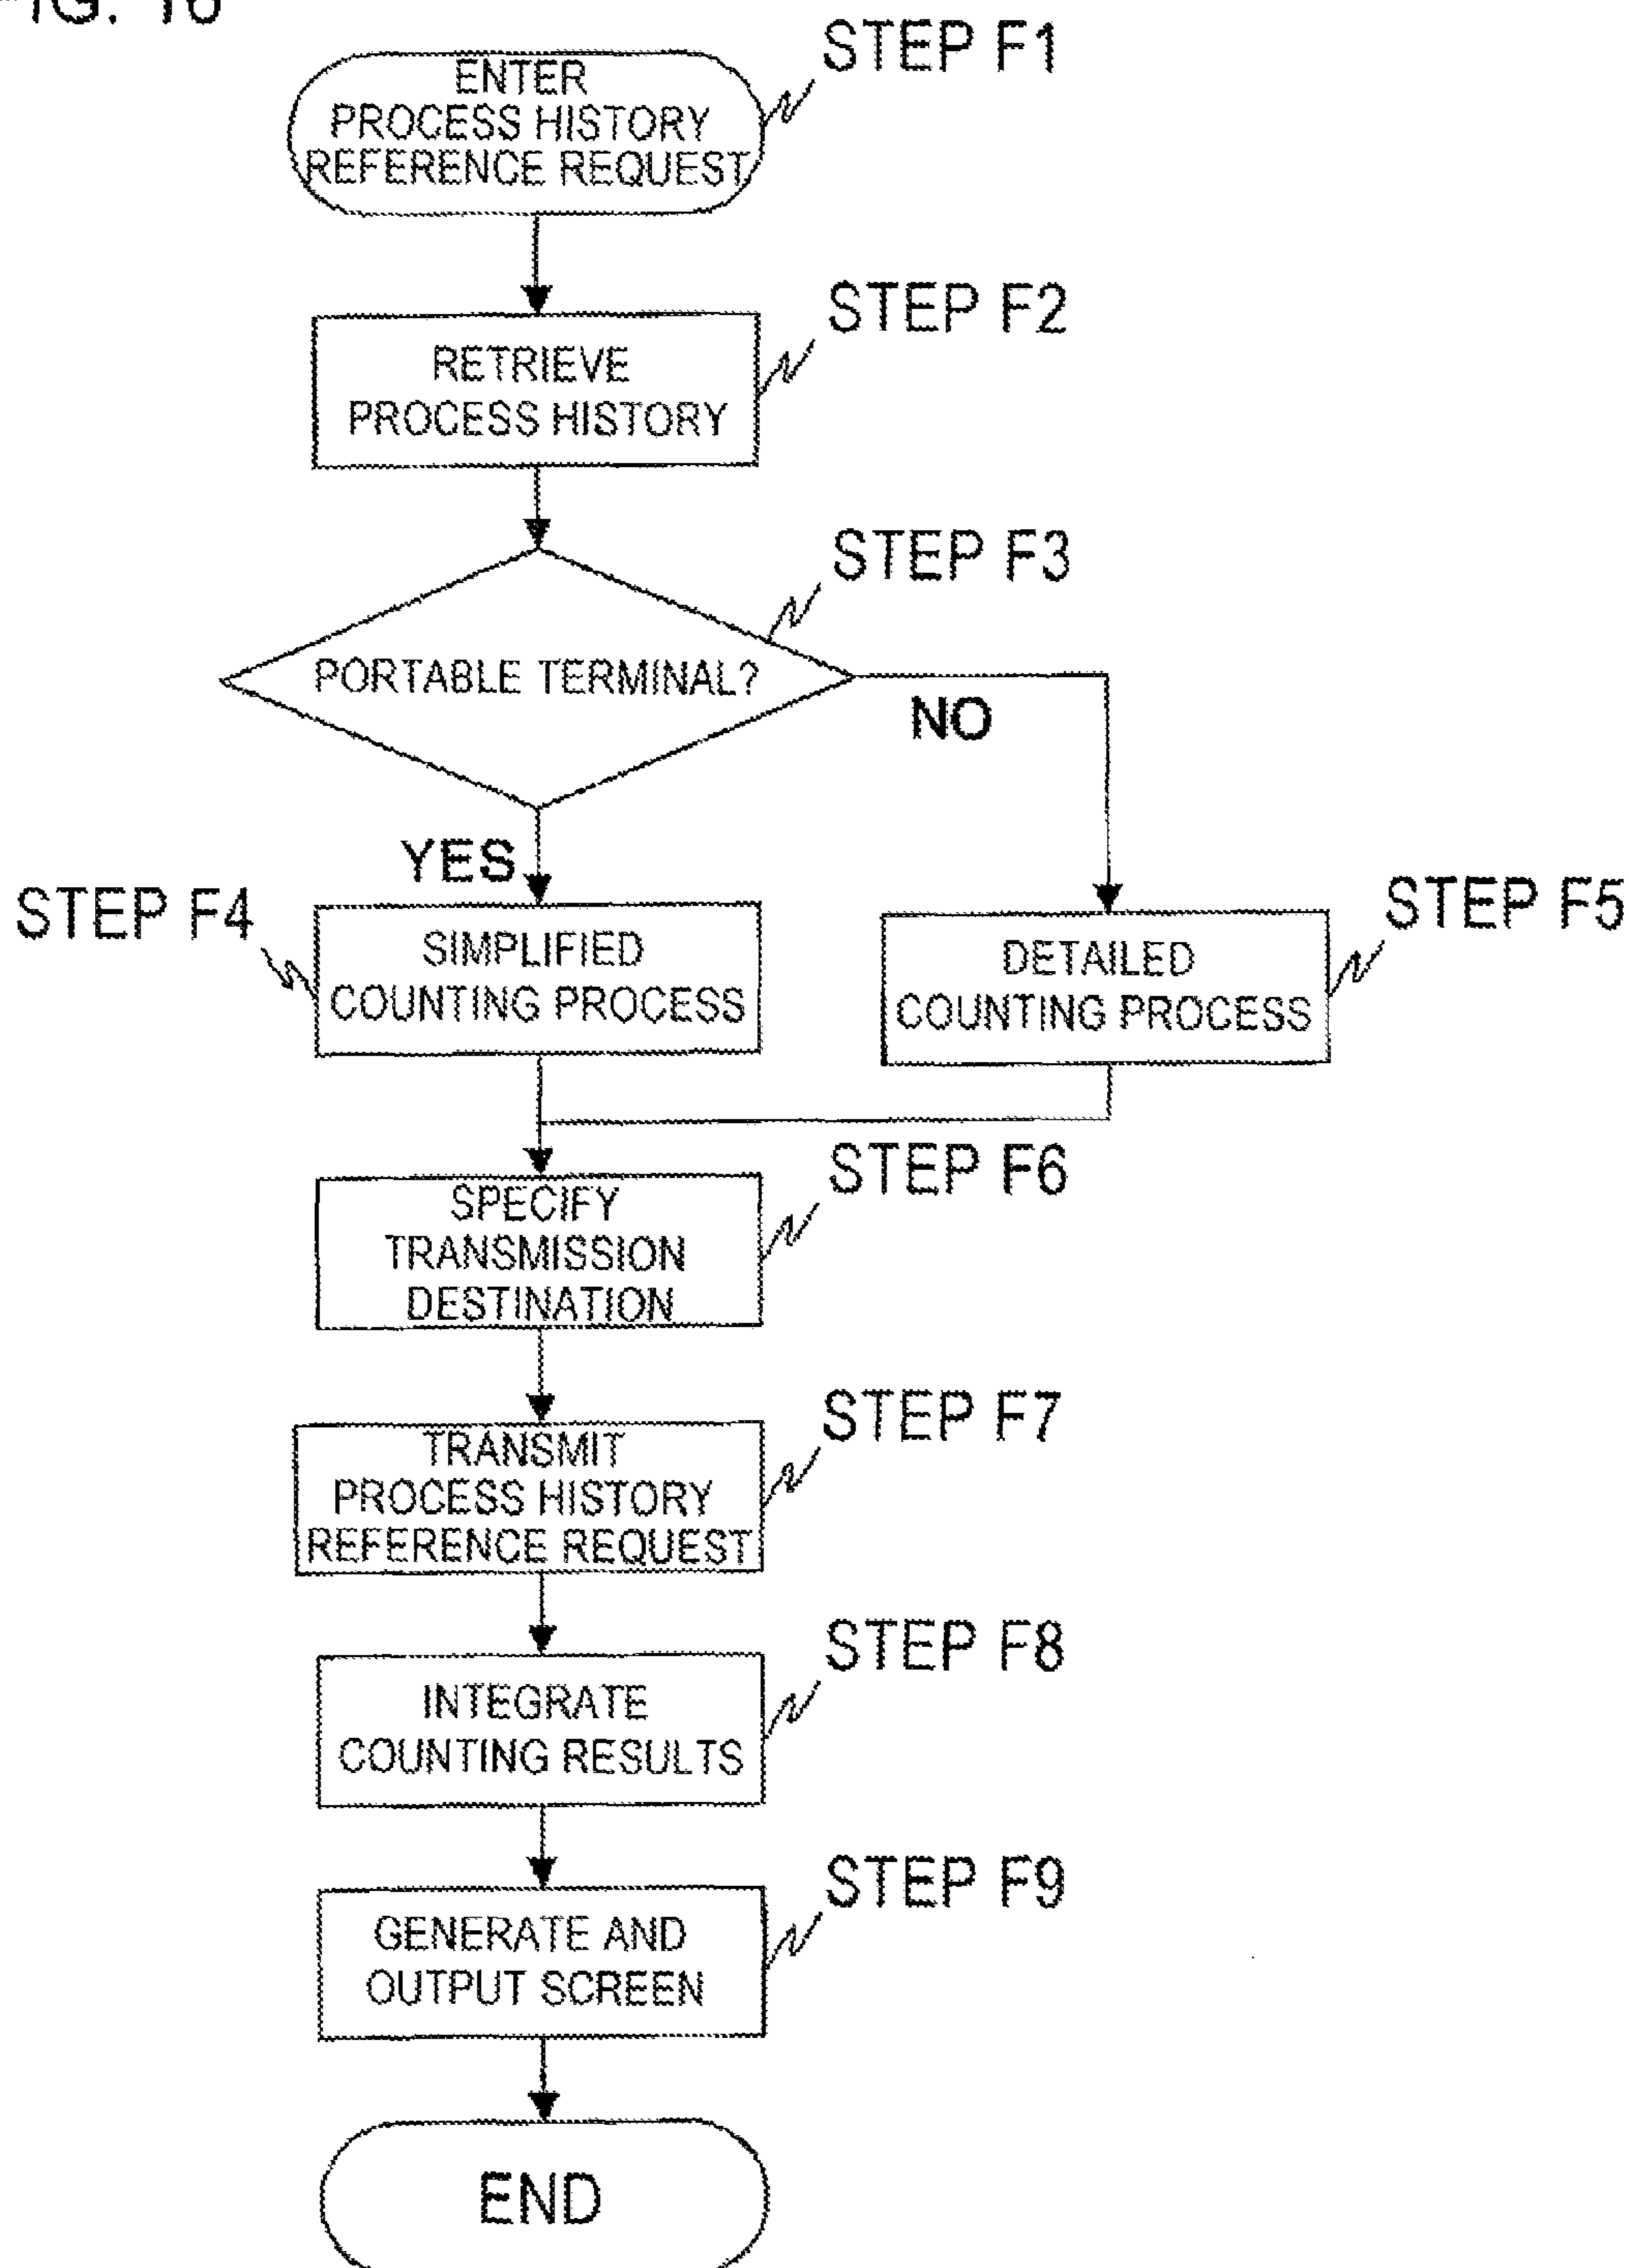 FIG.
STEP F1
ENTER
PROCESS HISTORY
REFERENCE REQUEST
STEP F2
RETRIEVE
PROCESS HISTORY
STEP F3
PORTABLE TERMINAL?
NO
YES
STEP F4
SIMPLIFIED
COUNTING PROCESS
STEP F5
DETAILED
COUNTING PROCESS
STEP F6
SPECIFY
TRANSMISSION
DESTINATION
STEP F7
TRANSMIT
PROCESS HISTORY
REFERENCE REQUEST
STEP F8
INTEGRATE
COUNTING RESULTS
STEP F9
GENERATE AND
OUTPUT SCREEN
END